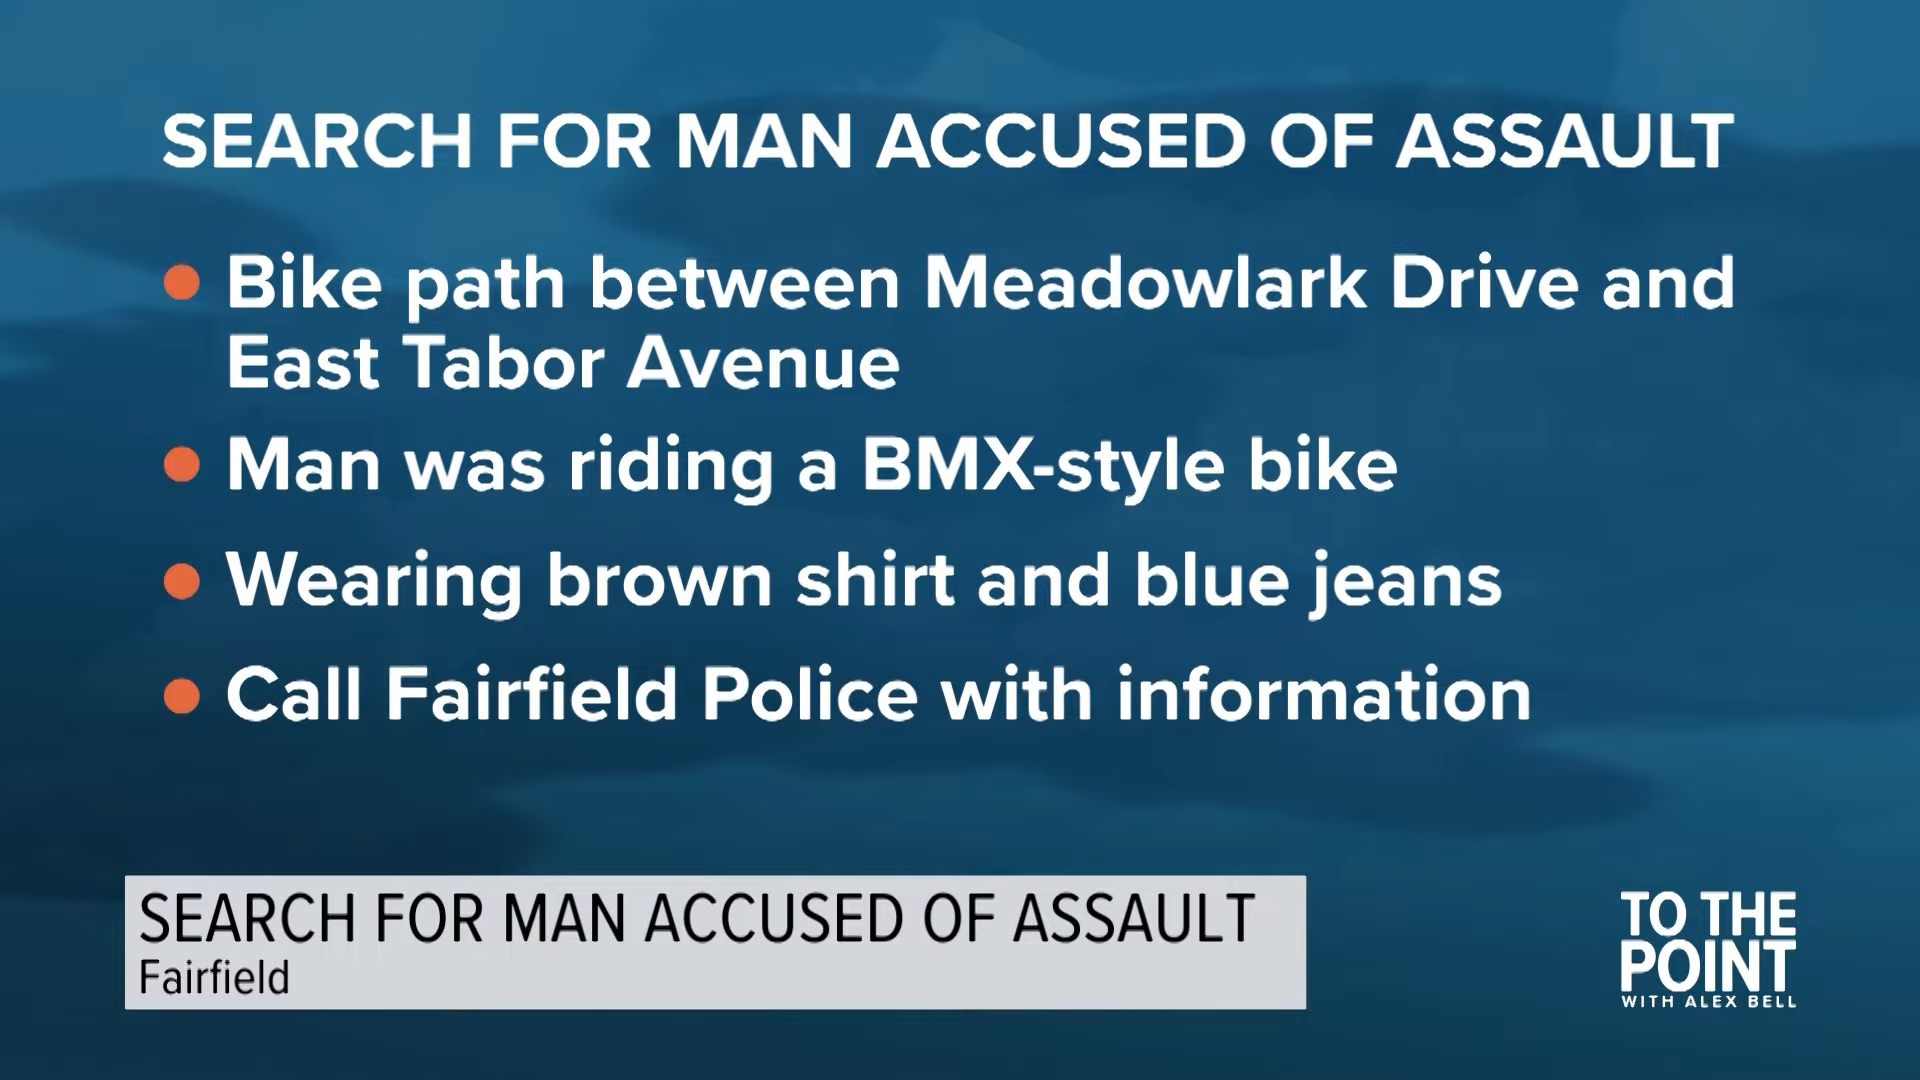 SEARCH FOR MAN ACCUSED OF ASSAULT
Bike path between Meadowlark Drive and
East Tabor Avenue
Man was riding a BMX-style bike
Wearing brown shirt and blue jeans
Call Fairfield Police with information
SEARCH FOR MAN ACCUSED OF ASSAULT
Fairfield
TO THE
POINT
WITH ALEX BELL